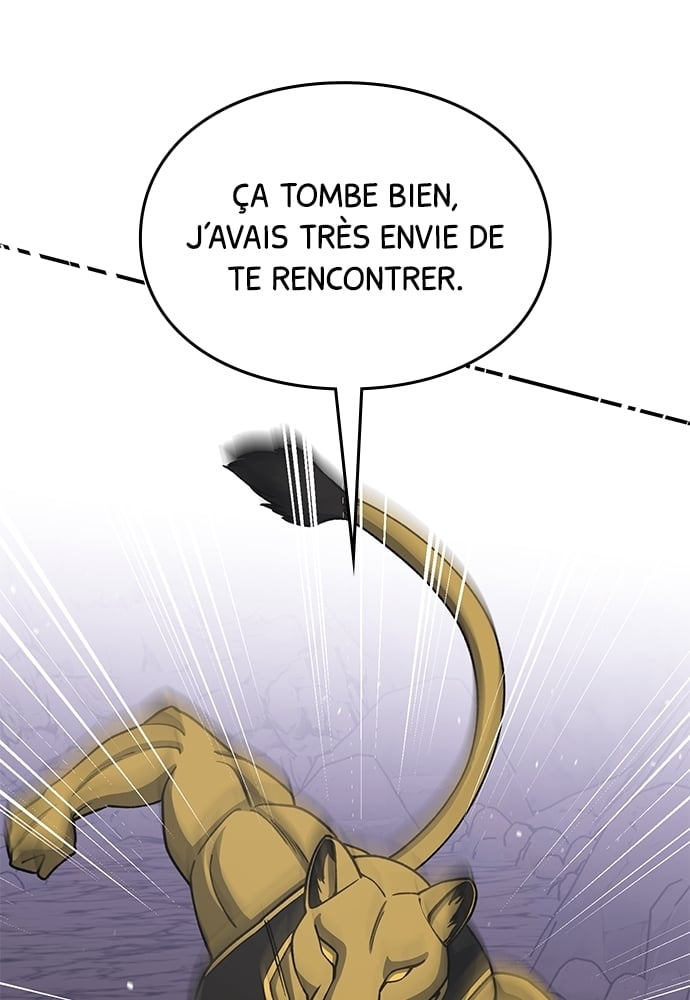 ÇA TOMBE BIEN,
J'AVAIS TRÈS ENVIE DE
TE RENCONTRER.